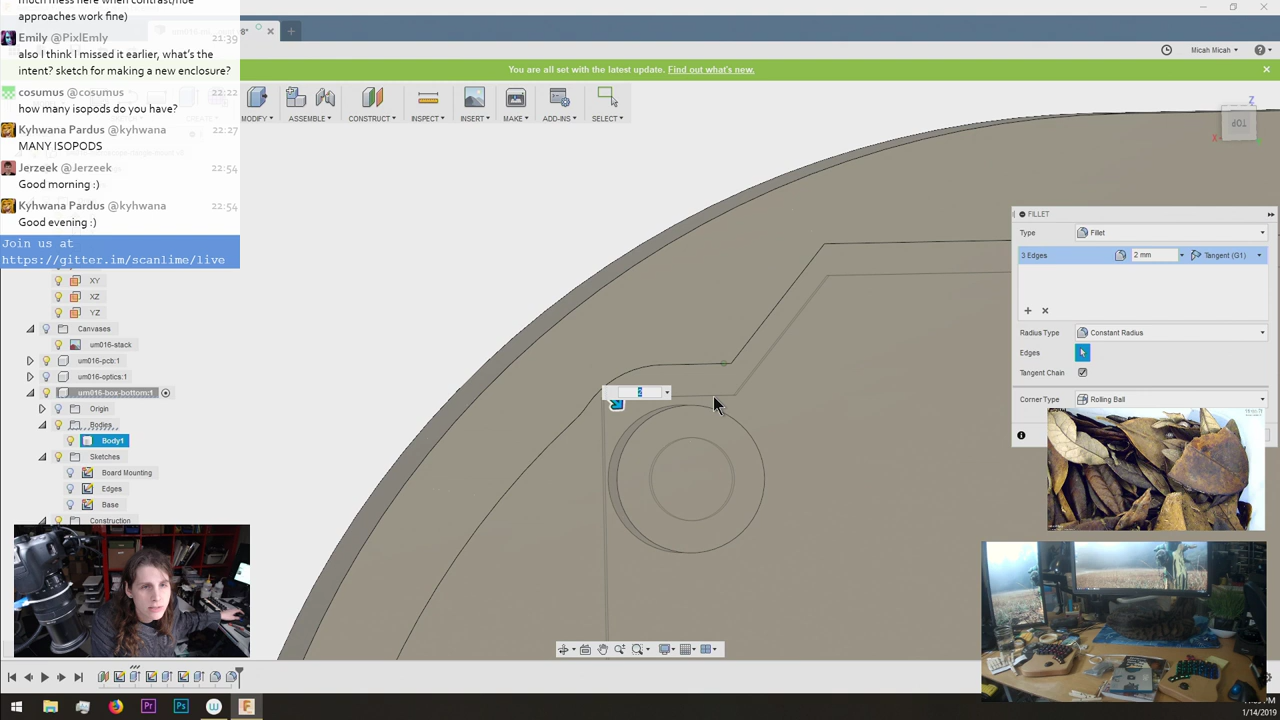 much mess here when contrast/hue
approaches work fine)
Emily @PixlEmly 21:39
also I think I missed it earlier, what's the
intent? sketch for making a new enclosure?
cosumus @cosumus 22:22
how many isopods do you have?
Kyhwana Pardus @kyhwana 22:27
MANY ISOPODS
Jerzeek @Jerzeek 22:54
Good morning :)
Kyhwana Pardus @kyhwana 22:54
Good evening :)
Join us at
https://gitter.im/scanlime/live
Micah Micah
You are all set with the latest update. Find out what's new.
MODIFY
ASSEMBLE
CONSTRUCT
INSPECT
INSERT
MAKE
ADD-INS
SELECT
Z
TOP
X
XY
XZ
YZ
Canvases
um016-stack
um016-pcb:1
um016-optics:1
um016-box-bottom:1
Origin
Bodies
Body1
Sketches
Board Mounting
Edges
Base
Construction
2
FILLET
Type Fillet
3 Edges 2 mm Tangent (G1)
Radius Type Constant Radius
Edges
Tangent Chain
Corner Type Rolling Ball
1/14/2019